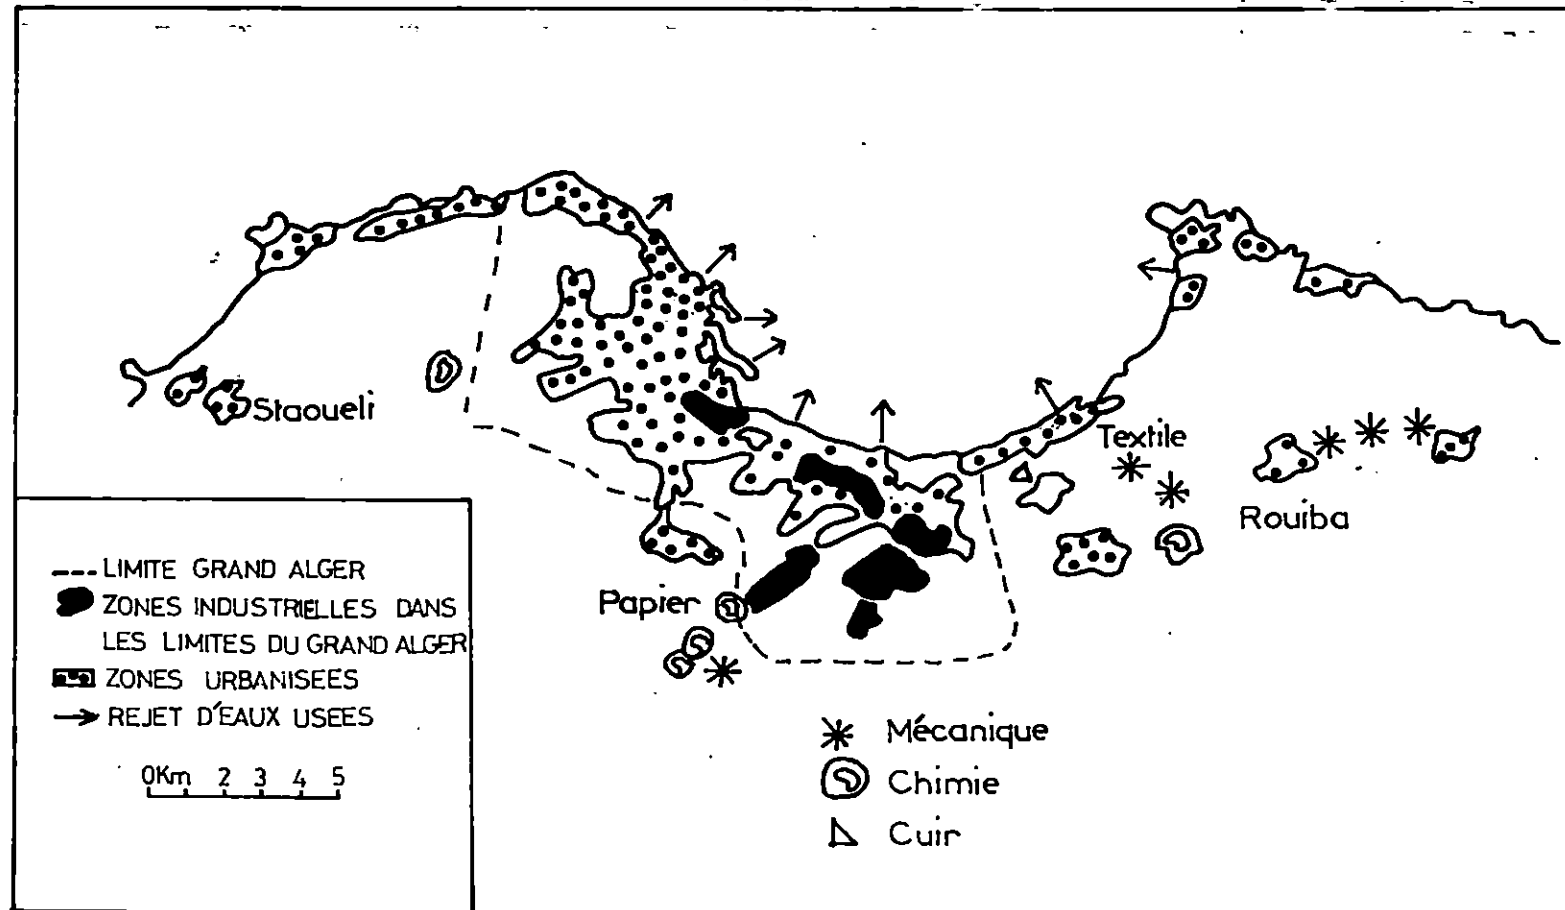 Staoueli
Textile
Rouiba
Papier
LIMITE GRAND ALGER
ZONES INDUSTRIELLES DANS
LES LIMITES DU GRAND ALGER
ZONES URBANISEES
REJET D'EAUX USEES
0Km 2 3 4 5
Mécanique
Chimie
Cuir